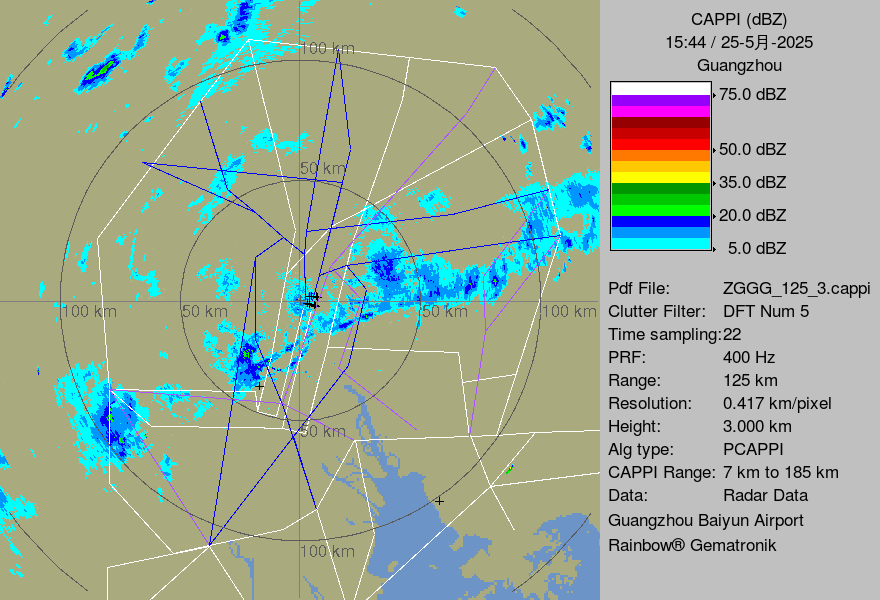 CAPPI (dBZ)
15:44 / 25-5月-2025
Guangzhou
75.0 dBZ
50.0 dBZ
35.0 dBZ
20.0 dBZ
5.0 dBZ
Pdf File: ZGGG_125_3.cappi
Clutter Filter: DFT Num 5
Time sampling:22
PRF: 400 Hz
Range: 125 km
Resolution: 0.417 km/pixel
Height: 3.000 km
Alg type: PCAPPI
CAPPI Range: 7 km to 185 km
Data: Radar Data
Guangzhou Baiyun Airport
Rainbow® Gematronik
100 km
50 km
100 km
50 km
50 km
100 km
50 km
100 km